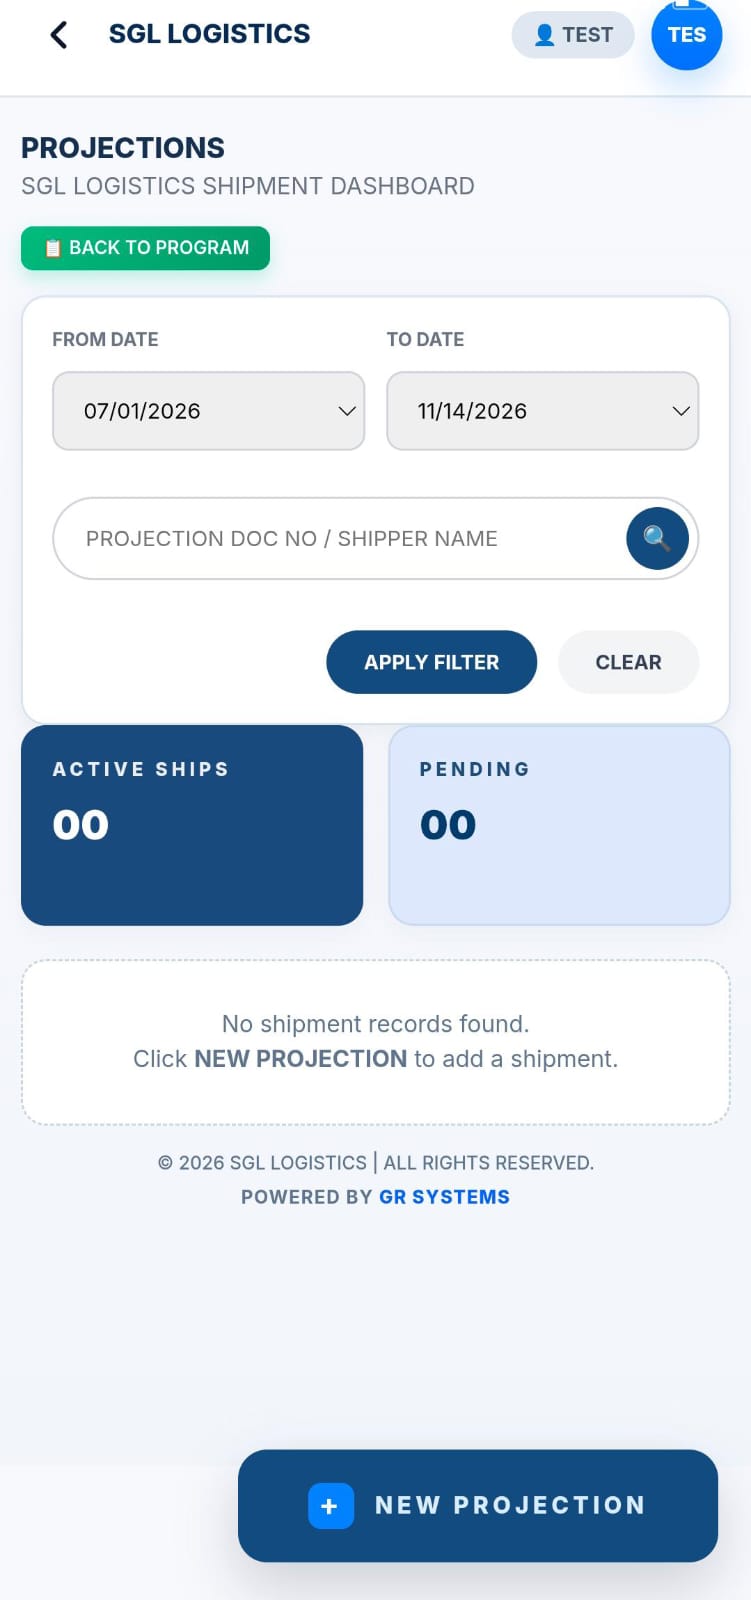 SGL LOGISTICS
TEST
TES
PROJECTIONS
SGL LOGISTICS SHIPMENT DASHBOARD
BACK TO PROGRAM
FROM DATE
TO DATE
07/01/2026
11/14/2026
PROJECTION DOC NO / SHIPPER NAME
APPLY FILTER
CLEAR
ACTIVE SHIPS
00
PENDING
00
No shipment records found.
Click NEW PROJECTION to add a shipment.
© 2026 SGL LOGISTICS | ALL RIGHTS RESERVED.
POWERED BY GR SYSTEMS
+ NEW PROJECTION